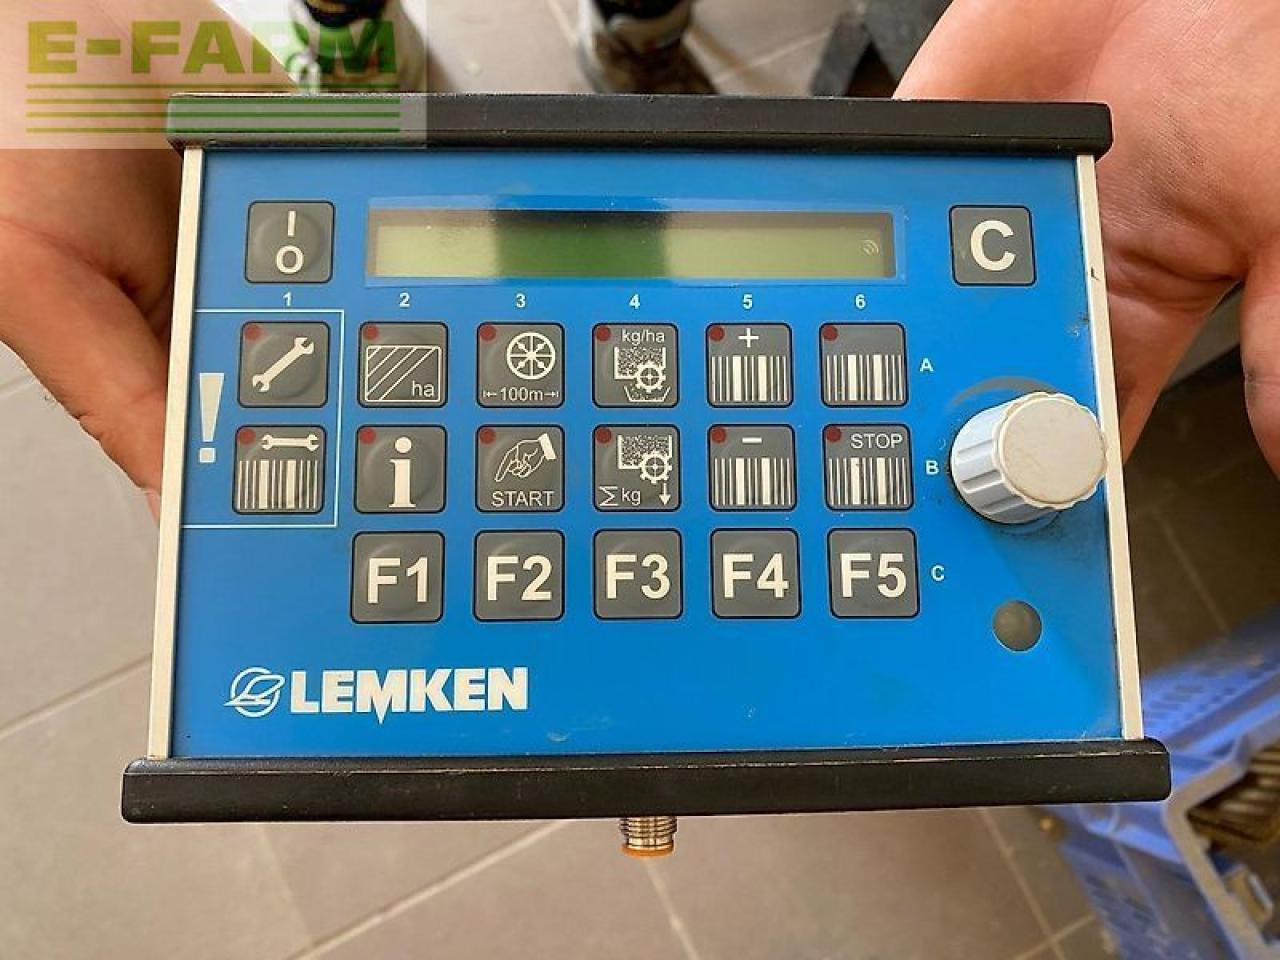 E-FARM
I
O
C
1 2 3 4 5 6
ha
100m
kg/ha
+
A
!
i
START
Σ kg
-
STOP
B
F1 F2 F3 F4 F5
C
LEMKEN